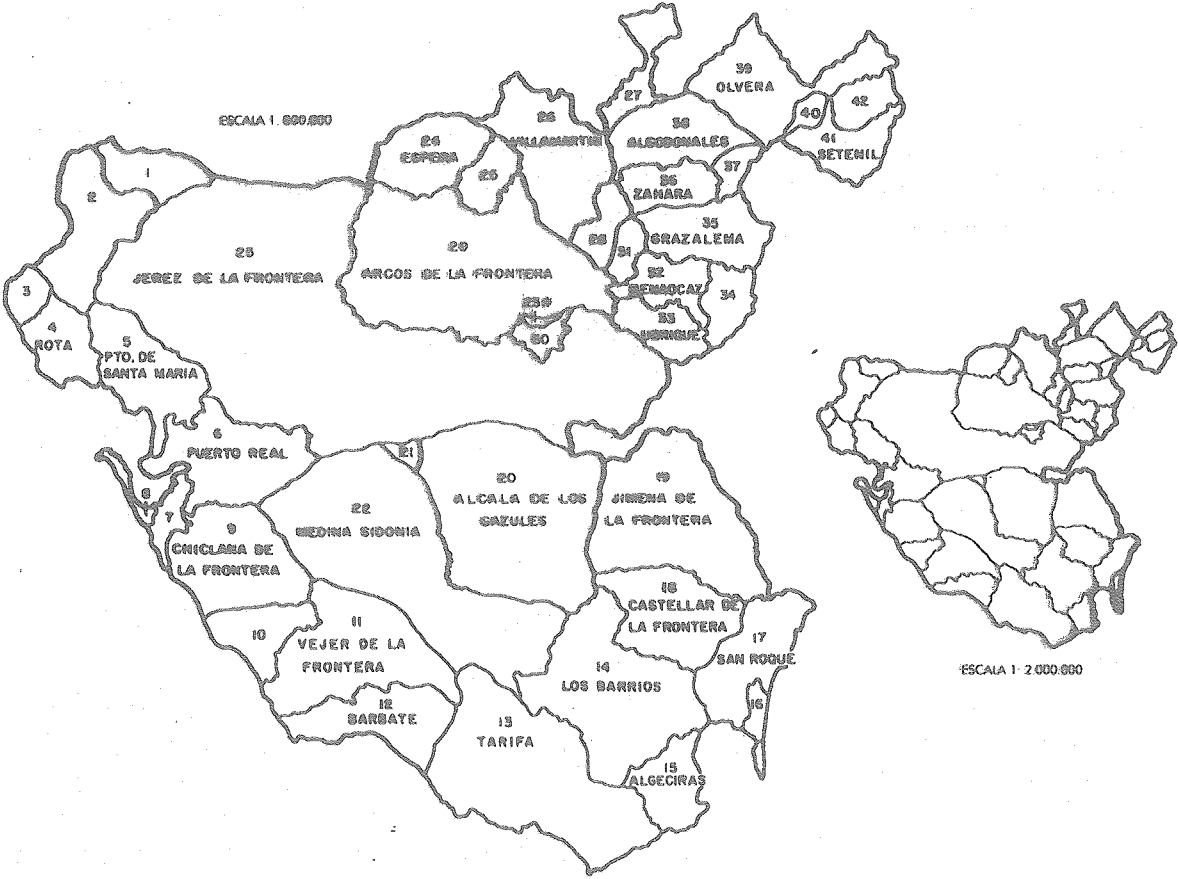 39
OLVERA
27
42
40
ESCALA 1. 800.000
26
VILLAMARTIN
38
ALGODONALES
41
SETENIL
24
ESPERA
25
37
36
ZAHARA
1
2
35
GRAZALEMA
28
31
23
JEREZ DE LA FRONTERA
29
ARCOS DE LA FRONTERA
32
BENAOCAZ
34
3
23*
33
UBRIQUE
30
4
ROTA
5
PTO. DE
SANTA MARIA
6
PUERTO REAL
21
20
ALCALA DE LOS
GAZULES
19
JIMENA DE
LA FRONTERA
8
7
22
MEDINA SIDONIA
9
CHICLANA DE
LA FRONTERA
18
CASTELLAR DE
LA FRONTERA
10
11
VEJER DE LA
FRONTERA
17
SAN ROQUE
14
LOS BARRIOS
ESCALA 1- 2.000.000
12
BARBATE
16
13
TARIFA
15
ALGECIRAS